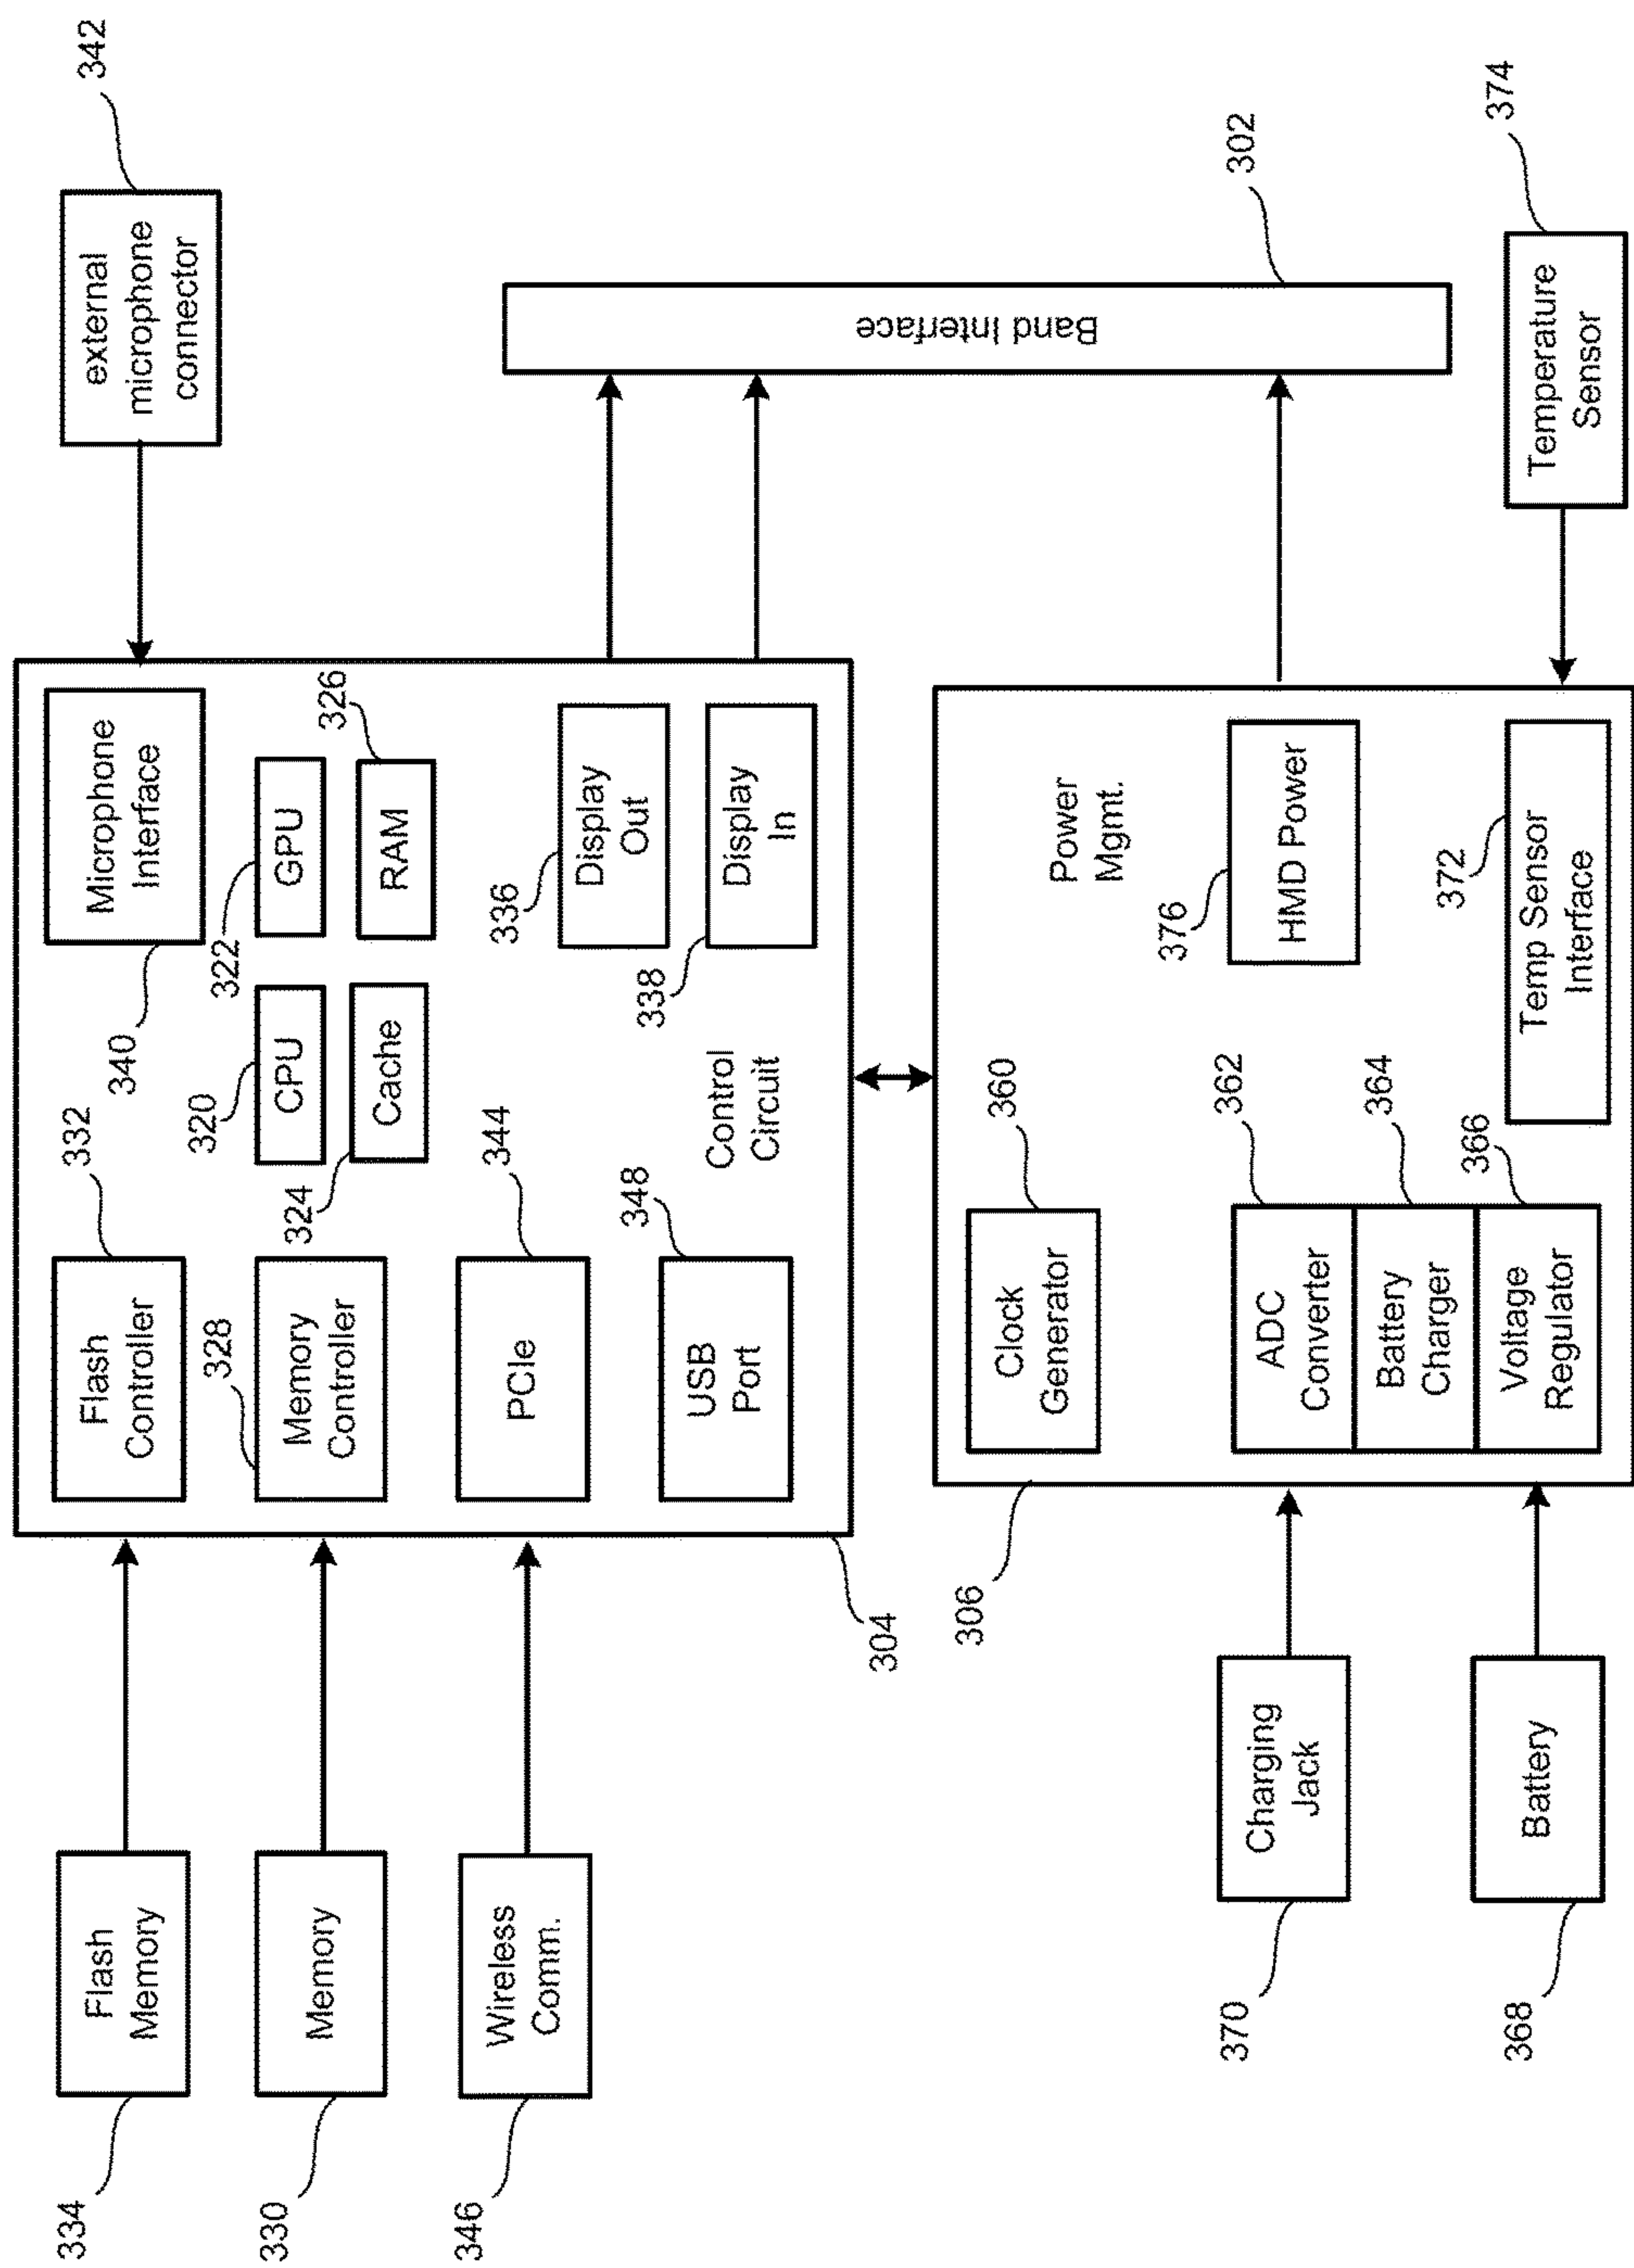 334
Flash
Memory
330
Memory
346
Wireless
Comm.
332
Flash
Controller
328
Memory
Controller
344
PCIe
348
USB
Port
340
Microphone
Interface
320
CPU
322
GPU
324
Cache
326
RAM
336
Display
Out
338
Display
In
Control
Circuit
304
342
external
microphone
connector
302
Band Interface
306
360
Clock
Generator
362
ADC
Converter
364
Battery
Charger
366
Voltage
Regulator
Power
Mgmt.
376
HMD Power
372
Temp Sensor
Interface
370
Charging
Jack
368
Battery
374
Temperature
Sensor